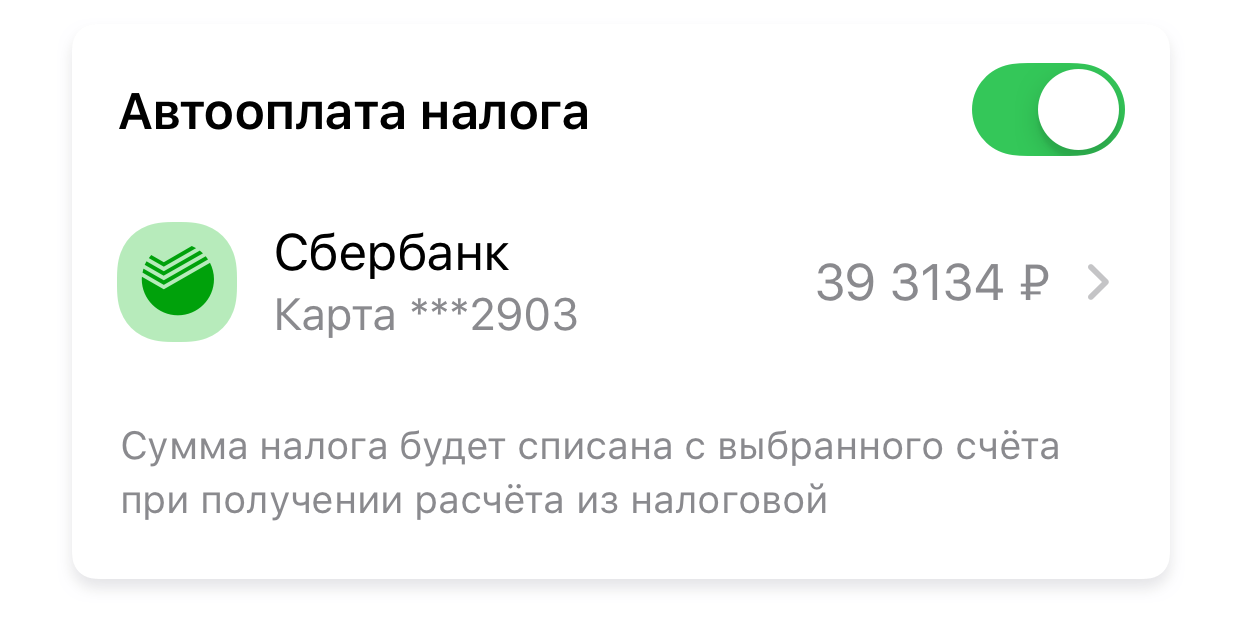 Автооплата налога
Сбербанк
Карта ***2903
39 3134 ₽
Сумма налога будет списана с выбранного счёта
при получении расчёта из налоговой